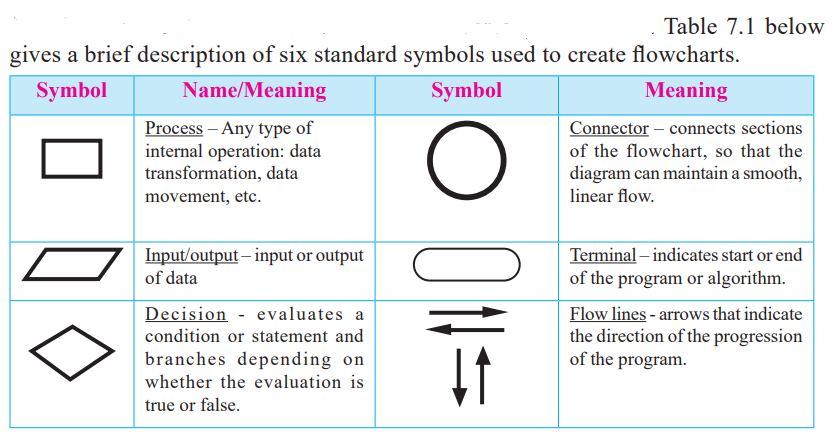 . Table 7.1 below
gives a brief description of six standard symbols used to create flowcharts.
Symbol Name/Meaning Symbol Meaning
Process – Any type of
internal operation: data
transformation, data
movement, etc.
Connector – connects sections
of the flowchart, so that the
diagram can maintain a smooth,
linear flow.
Input/output – input or output
of data
Terminal – indicates start or end
of the program or algorithm.
Decision - evaluates a
condition or statement and
branches depending on
whether the evaluation is
true or false.
Flow lines - arrows that indicate
the direction of the progression
of the program.